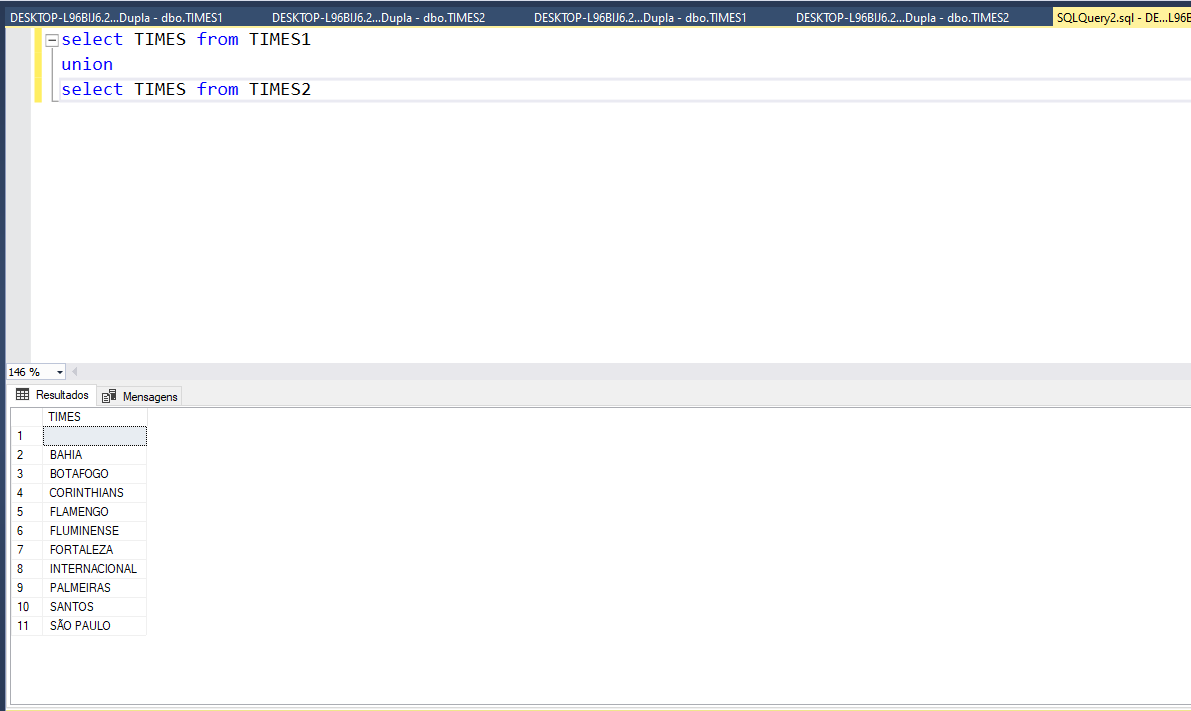 DESKTOP-L96BIJ6.2...Dupla - dbo.TIMES1 DESKTOP-L96BIJ6.2...Dupla - dbo.TIMES2 DESKTOP-L96BIJ6.2...Dupla - dbo.TIMES1 DESKTOP-L96BIJ6.2...Dupla - dbo.TIMES2 SQLQuery2.sql - DE...L96B
select TIMES from TIMES1
union
select TIMES from TIMES2
146 %
Resultados Mensagens
TIMES
1
2 BAHIA
3 BOTAFOGO
4 CORINTHIANS
5 FLAMENGO
6 FLUMINENSE
7 FORTALEZA
8 INTERNACIONAL
9 PALMEIRAS
10 SANTOS
11 SÃO PAULO